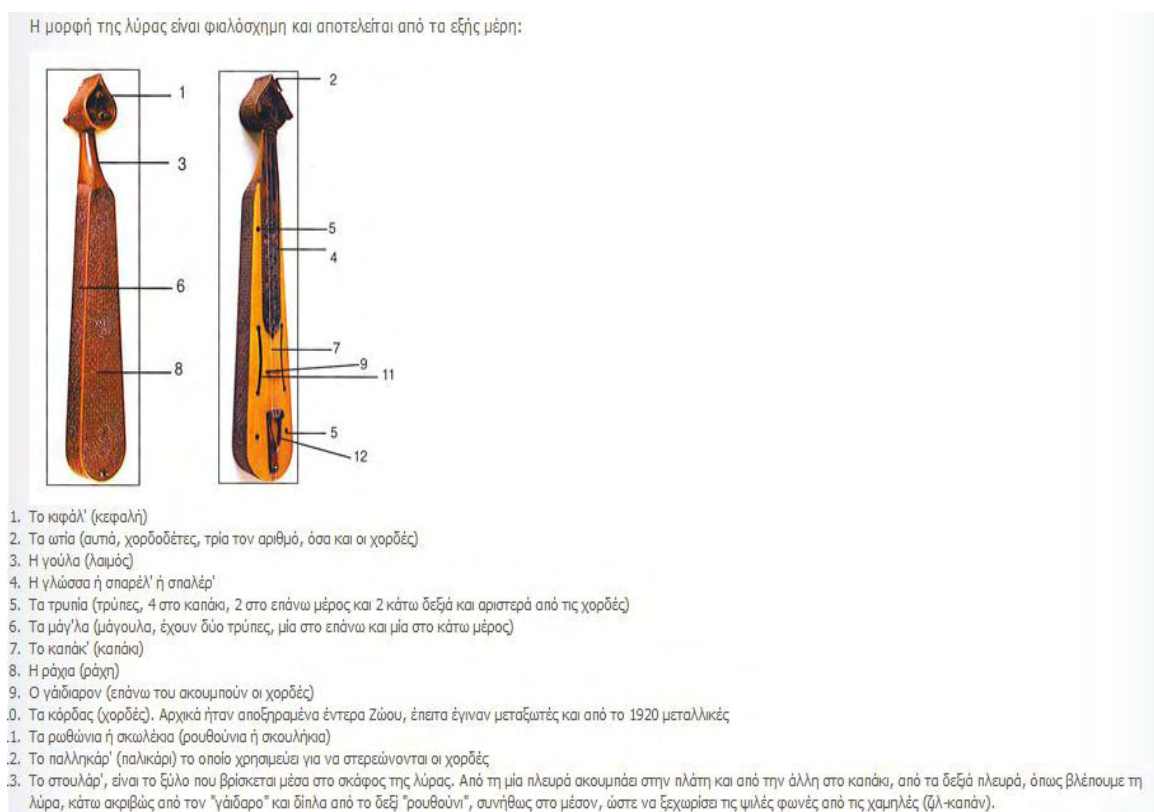 Η μορφή της λύρας είναι φιαλόσχημη και αποτελείται από τα εξής μέρη:
1
2
3
5
4
6
7
8
9
11
5
12
1. Το κιφάλ' (κεφαλή)
2. Τα ωτία (αυτιά, χορδοδέτες, τρία τον αριθμό, όσα και οι χορδές)
3. Η γούλα (λαιμός)
4. Η γλώσσα ή σπαρέλ' ή σπαλέρ'
5. Τα τρυπία (τρύπες, 4 στο καπάκι, 2 στο επάνω μέρος και 2 κάτω δεξιά και αριστερά από τις χορδές)
6. Τα μάγ'λα (μάγουλα, έχουν δύο τρύπες, μία στο επάνω και μία στο κάτω μέρος)
7. Το καπάκ' (καπάκι)
8. Η ράχια (ράχη)
9. Ο γάιδιαρον (επάνω του ακουμπούν οι χορδές)
.0. Τα κόρδας (χορδές). Αρχικά ήταν αποξηραμένα έντερα Ζώου, έπειτα έγιναν μεταξωτές και από το 1920 μεταλλικές
.1. Τα ρωθώνια ή σκωλέκια (ρουθούνια ή σκουλήκια)
.2. Το παλληκάρ' (παλικάρι) το οποίο χρησιμεύει για να στερεώνονται οι χορδές
.3. Το στουλάρ', είναι το ξύλο που βρίσκεται μέσα στο σκάφος της λύρας. Από τη μία πλευρά ακουμπάει στην πλάτη και από την άλλη στο καπάκι, από τα δεξιά πλευρά, όπως βλέπουμε τη
λύρα, κάτω ακριβώς από τον "γάιδαρο" και δίπλα από το δεξί "ρουθούνι", συνήθως στο μέσον, ώστε να ξεχωρίσει τις ψιλές φωνές από τις χαμηλές (ζιλ-καπάν).